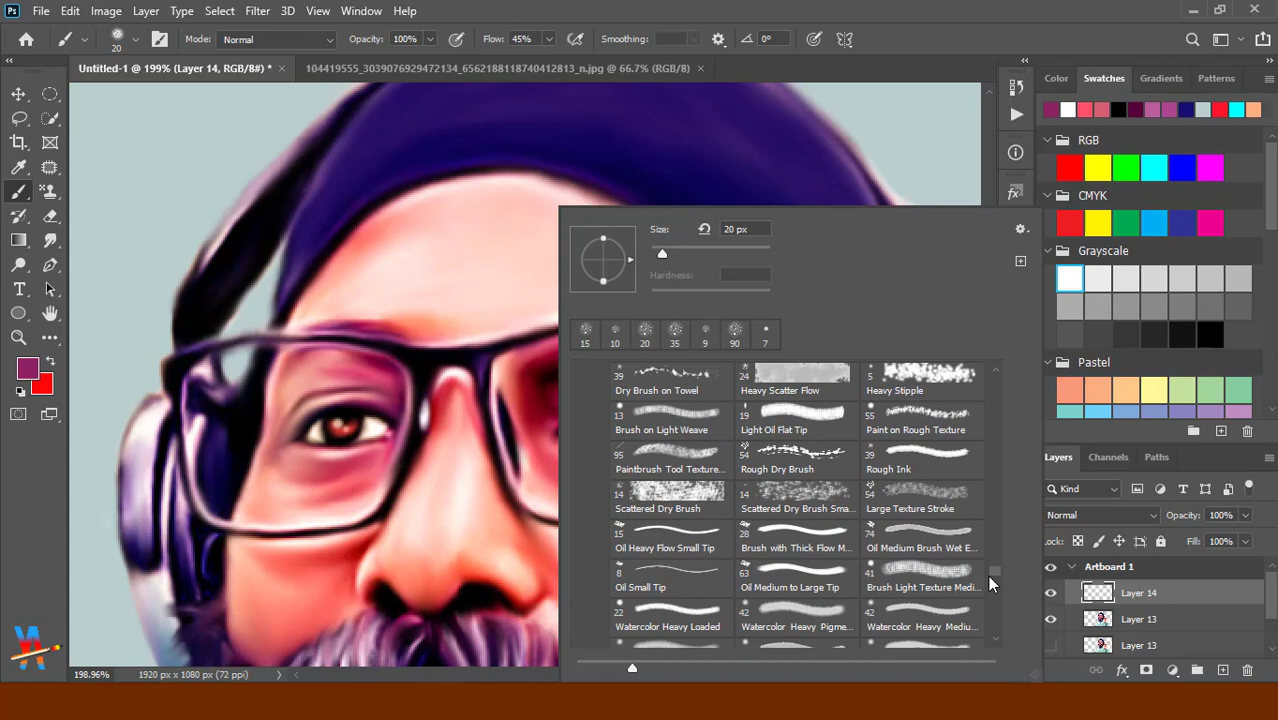 Ps File Edit Image Layer Type Select Filter 3D View Window Help
20 Mode: Normal Opacity: 100% Flow: 45% Smoothing: 0°
Untitled-1 @ 199% (Layer 14, RGB/8#) * 104419555_3039076929472134_6562188118740412813_n.jpg @ 66.7% (RGB/8)
Color Swatches Gradients Patterns
RGB
CMYK
Grayscale
Pastel
Size: 20 px
Hardness:
15 10 20 35 9 90 7
39 24 5
Dry Brush on Towel Heavy Scatter Flow Heavy Stipple
13 19 55
Brush on Light Weave Light Oil Flat Tip Paint on Rough Texture
95 54 39
Paintbrush Tool Texture... Rough Dry Brush Rough Ink
14 14 54
Scattered Dry Brush Scattered Dry Brush Sma... Large Texture Stroke
15 28 74
Oil Heavy Flow Small Tip Brush with Thick Flow M... Oil Medium Brush Wet E...
8 63 41
Oil Small Tip Oil Medium to Large Tip Brush Light Texture Medi...
22 42 42
Watercolor Heavy Loaded Watercolor Heavy Pigme... Watercolor Heavy Mediu...
Layers Channels Paths
Kind
Normal Opacity: 100%
Lock: Fill: 100%
Artboard 1
Layer 14
Layer 13
Layer 13
198.96% 1920 px x 1080 px (72 ppi)